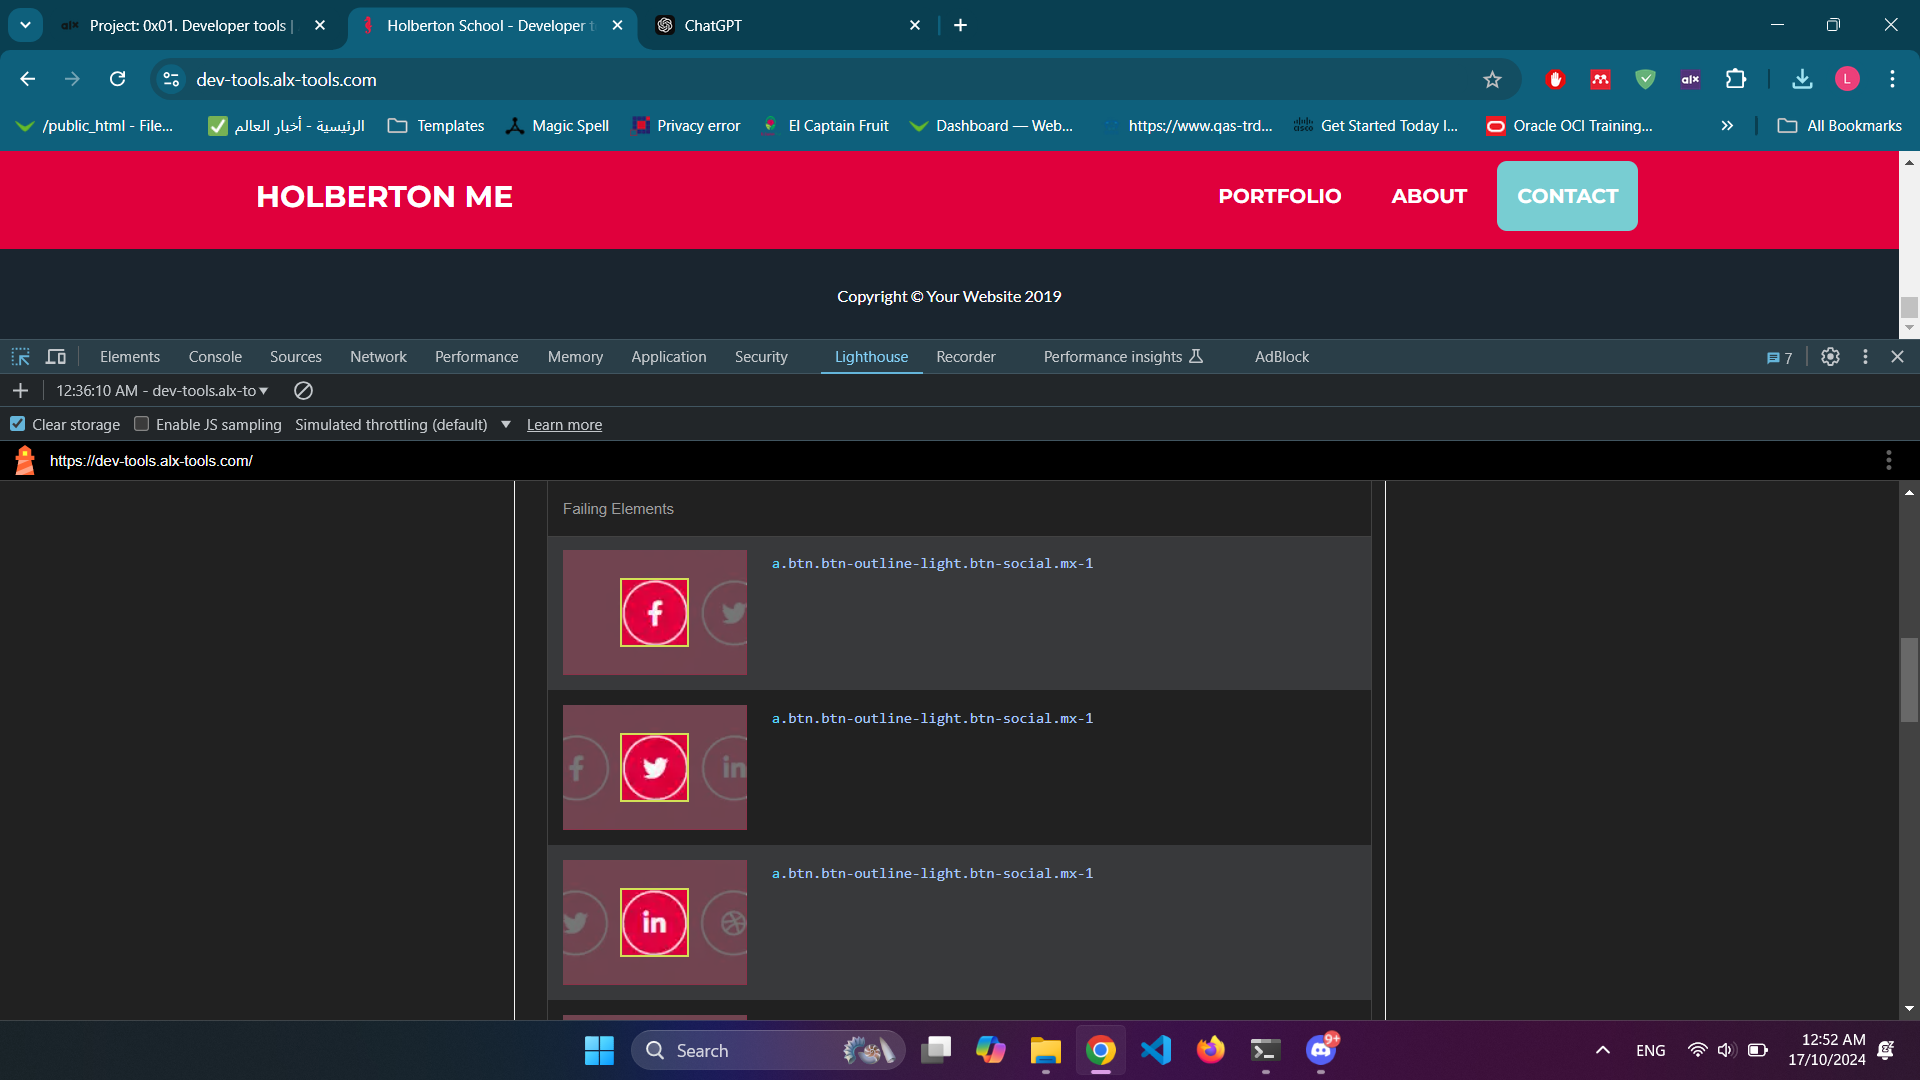 Project: 0x01. Developer tools |
Holberton School - Developer t
ChatGPT
dev-tools.alx-tools.com
alx
L
/public_html - File...
الرئيسية - أخبار العالم
Templates
Magic Spell
Privacy error
El Captain Fruit
Dashboard — Web...
https://www.qas-trd...
Get Started Today I...
Oracle OCI Training...
All Bookmarks
HOLBERTON ME
PORTFOLIO
ABOUT
CONTACT
Copyright © Your Website 2019
Elements
Console
Sources
Network
Performance
Memory
Application
Security
Lighthouse
Recorder
Performance insights
AdBlock
7
12:36:10 AM - dev-tools.alx-to
Clear storage
Enable JS sampling
Simulated throttling (default)
Learn more
https://dev-tools.alx-tools.com/
Failing Elements
a.btn.btn-outline-light.btn-social.mx-1
a.btn.btn-outline-light.btn-social.mx-1
a.btn.btn-outline-light.btn-social.mx-1
Search
9+
ENG
12:52 AM
17/10/2024